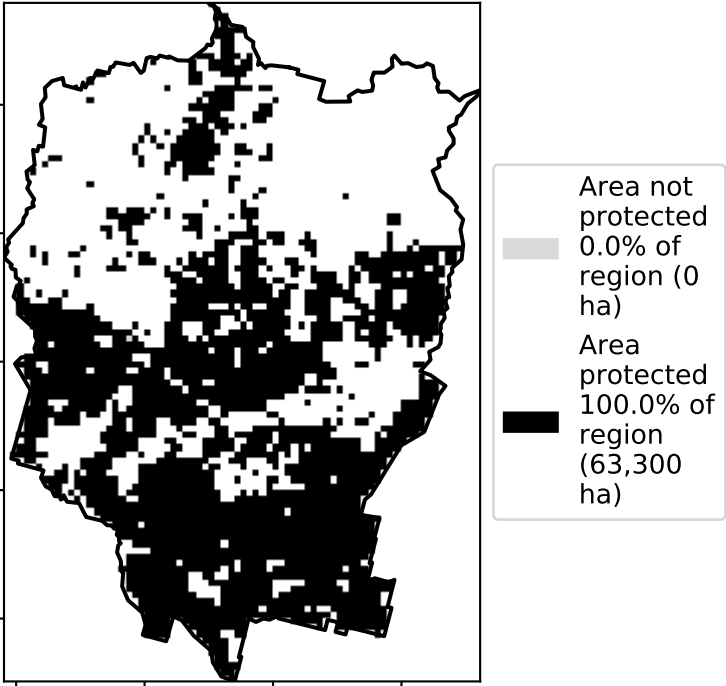 Area not
protected
0.0% of
region (0
ha)
Area
protected
100.0% of
region
(63,300
ha)